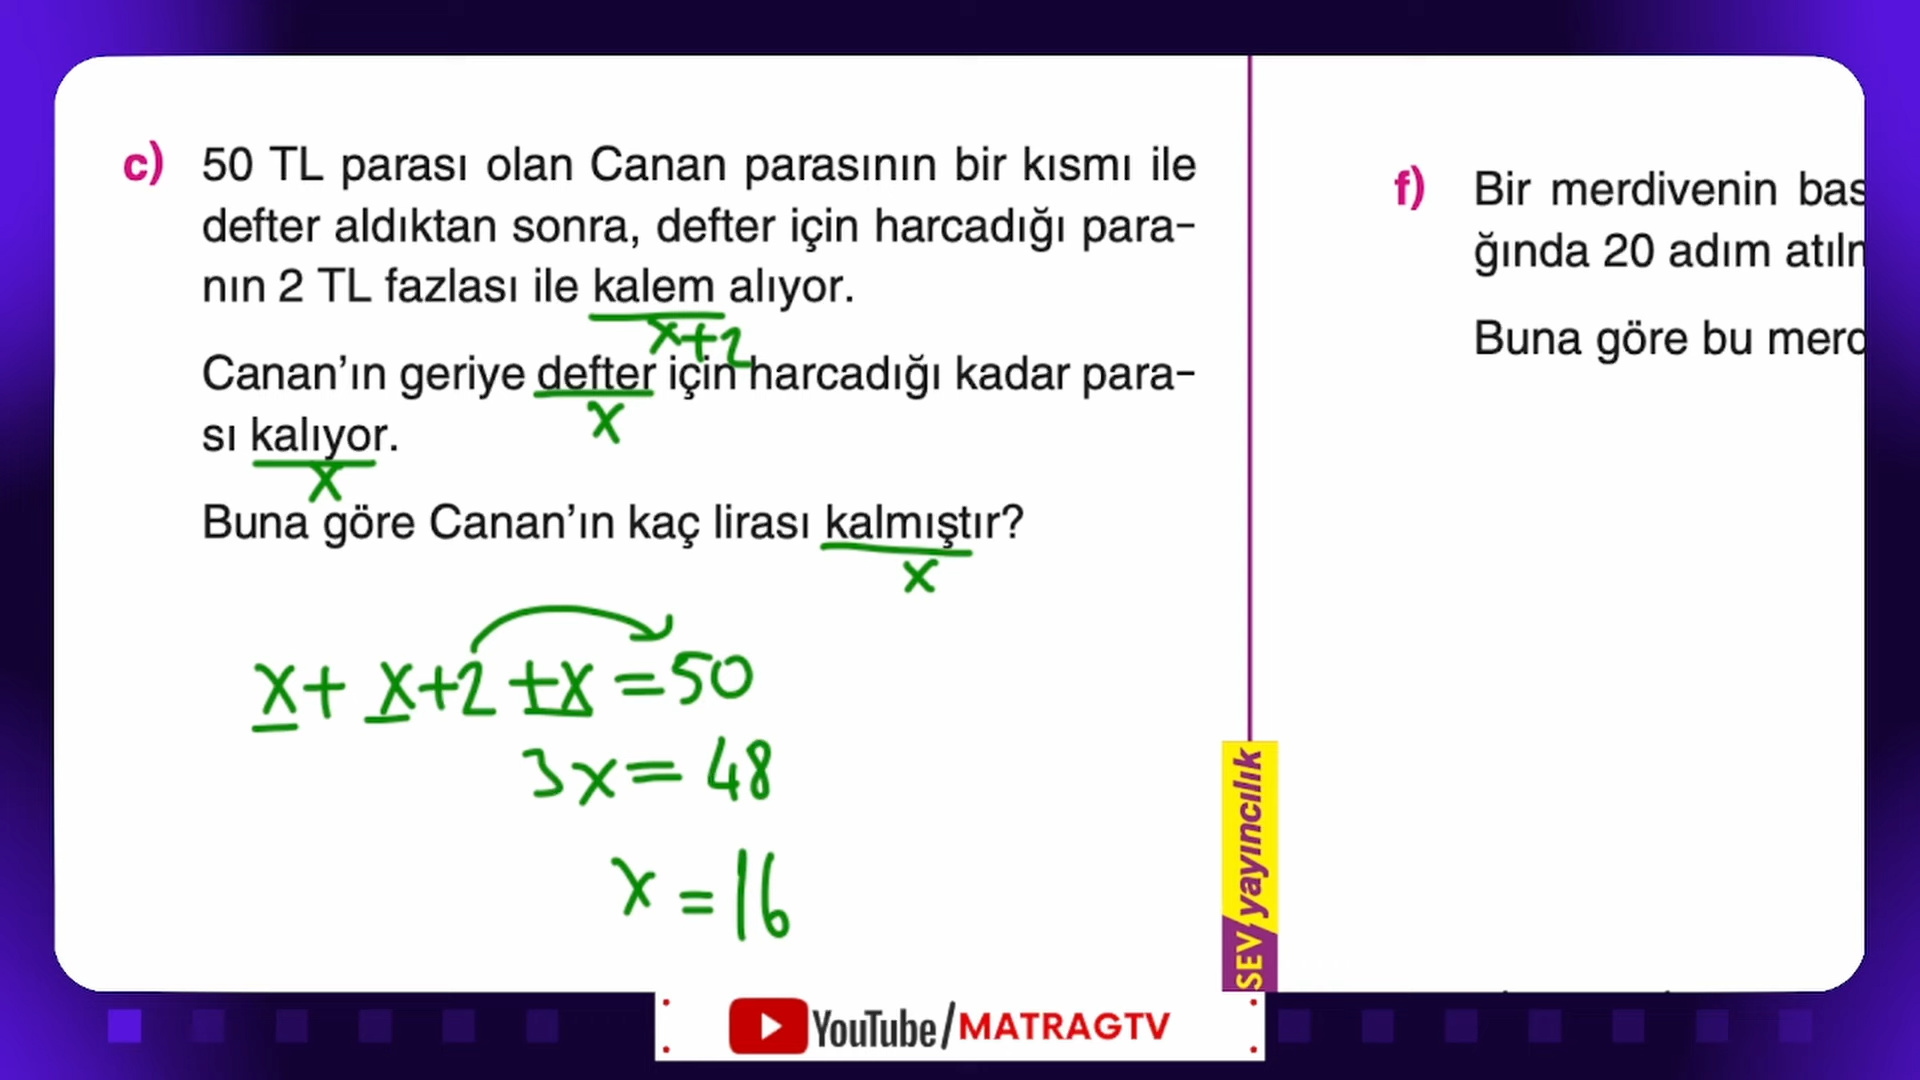 c) 50 TL parası olan Canan parasının bir kısmı ile
defter aldıktan sonra, defter için harcadığı para-
nın 2 TL fazlası ile kalem alıyor.
x+2
Canan’ın geriye defter için harcadığı kadar para-
x
sı kalıyor.
x
Buna göre Canan’ın kaç lirası kalmıştır?
x
x + x+2 +x = 50
3x = 48
x = 16
f) Bir merdivenin bas
ğında 20 adım atıl
Buna göre bu mer
SEV yayıncılık
YouTube/MATRAGTV